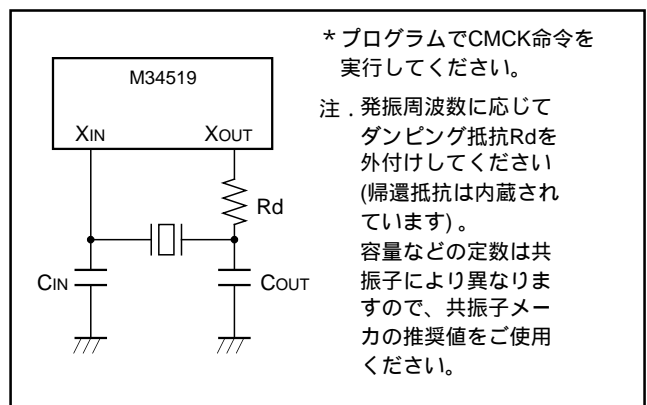 M34519
XIN XOUT
Rd
CIN COUT
*プログラムでCMCK命令を
実行してください。
注．発振周波数に応じて
ダンピング抵抗Rdを
外付けしてください
(帰還抵抗は内蔵され
ています)。
容量などの定数は共
振子により異なりま
すので、共振子メー
カの推奨値をご使用
ください。